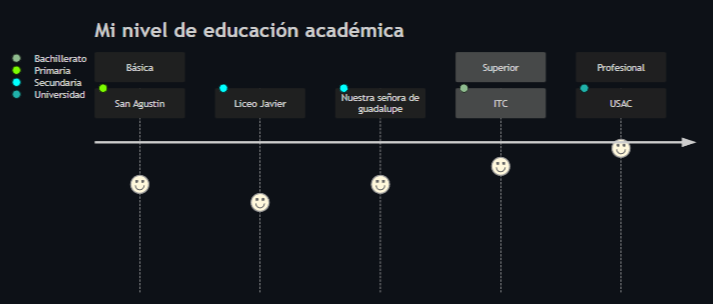 Mi nivel de educación académica
Bachillerato
Primaria
Secundaria
Universidad
Básica
Superior
Profesional
San Agustin
Liceo Javier
Nuestra señora de
guadalupe
ITC
USAC